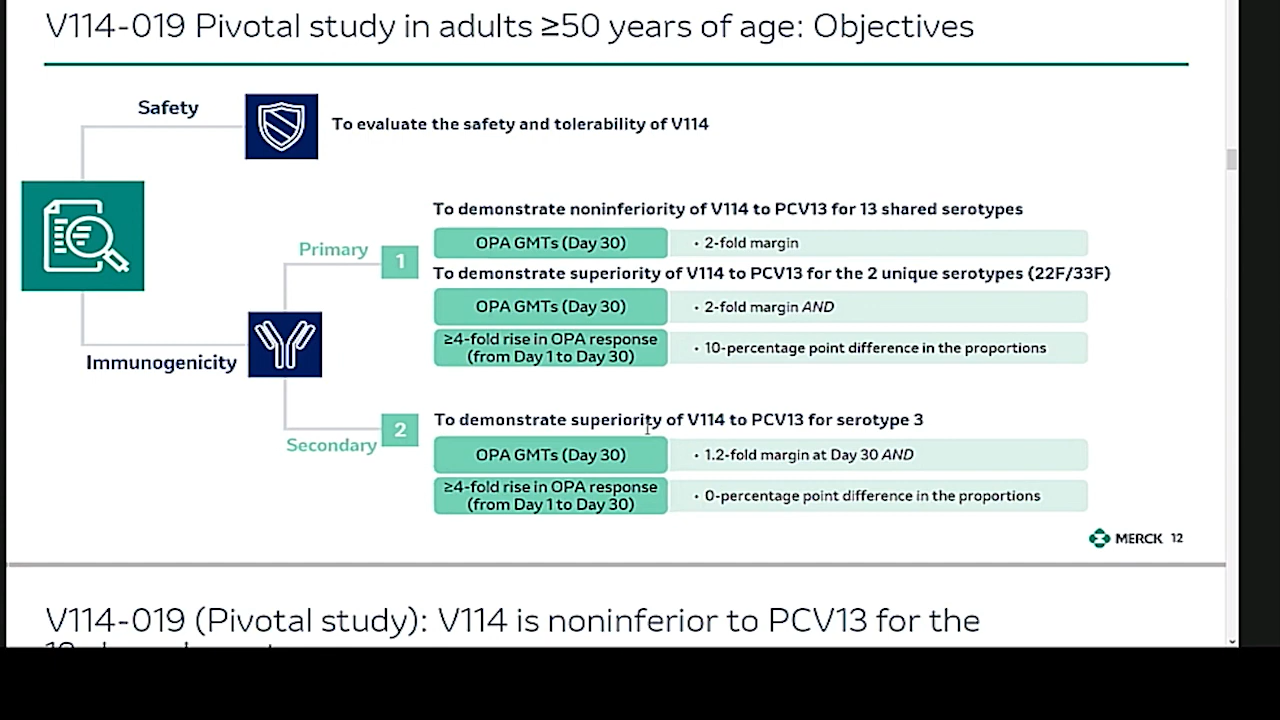 V114-019 Pivotal study in adults ≥50 years of age: Objectives
Safety
To evaluate the safety and tolerability of V114
Immunogenicity
Primary
1
To demonstrate noninferiority of V114 to PCV13 for 13 shared serotypes
OPA GMTs (Day 30)
• 2-fold margin
To demonstrate superiority of V114 to PCV13 for the 2 unique serotypes (22F/33F)
OPA GMTs (Day 30)
• 2-fold margin AND
≥4-fold rise in OPA response
(from Day 1 to Day 30)
• 10-percentage point difference in the proportions
Secondary
2
To demonstrate superiority of V114 to PCV13 for serotype 3
OPA GMTs (Day 30)
• 1.2-fold margin at Day 30 AND
≥4-fold rise in OPA response
(from Day 1 to Day 30)
• 0-percentage point difference in the proportions
MERCK 12
V114-019 (Pivotal study): V114 is noninferior to PCV13 for the